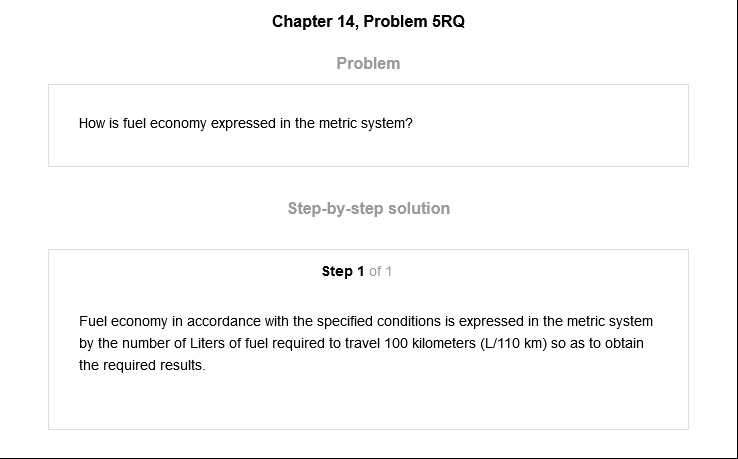 Chapter 14, Problem 5RQ
Problem
How is fuel economy expressed in the metric system?
Step-by-step solution
Step 1 of 1
Fuel economy in accordance with the specified conditions is expressed in the metric system
by the number of Liters of fuel required to travel 100 kilometers (L/110 km) so as to obtain
the required results.